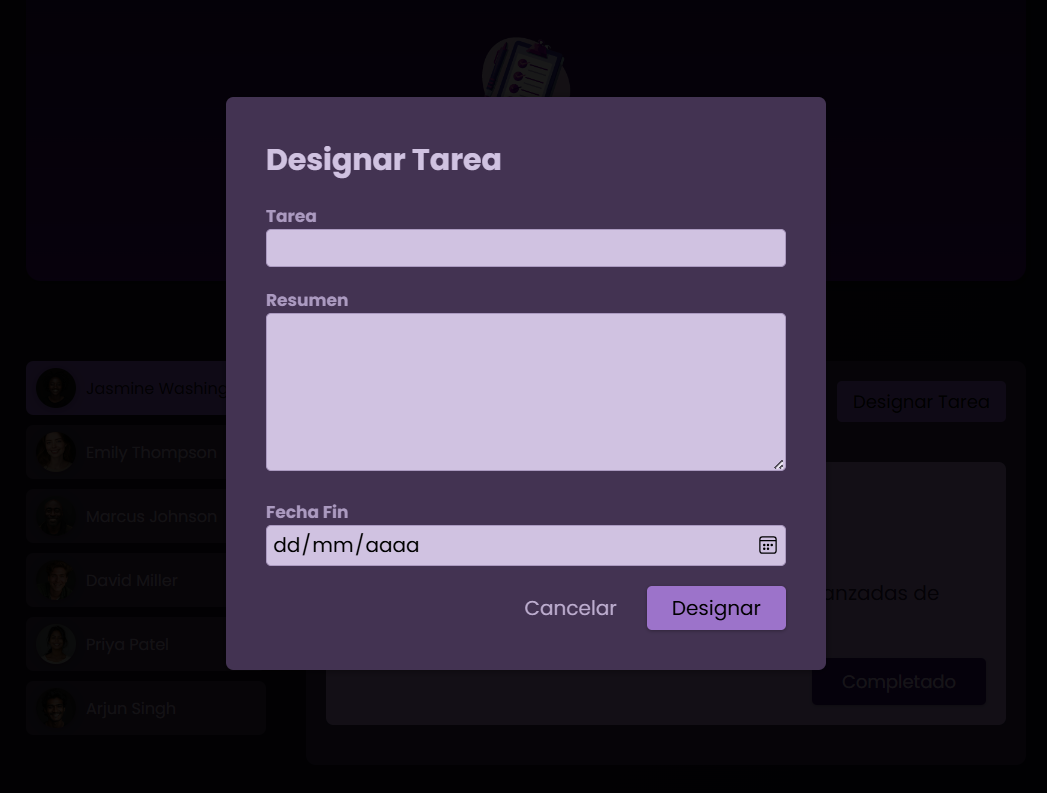 Designar Tarea
Tarea
Resumen
Fecha Fin
dd/mm/aaaa
Cancelar
Designar
Jasmine Washing
Emily Thompson
Marcus Johnson
David Miller
Priya Patel
Arjun Singh
Designar Tarea
anzadas de
Completado